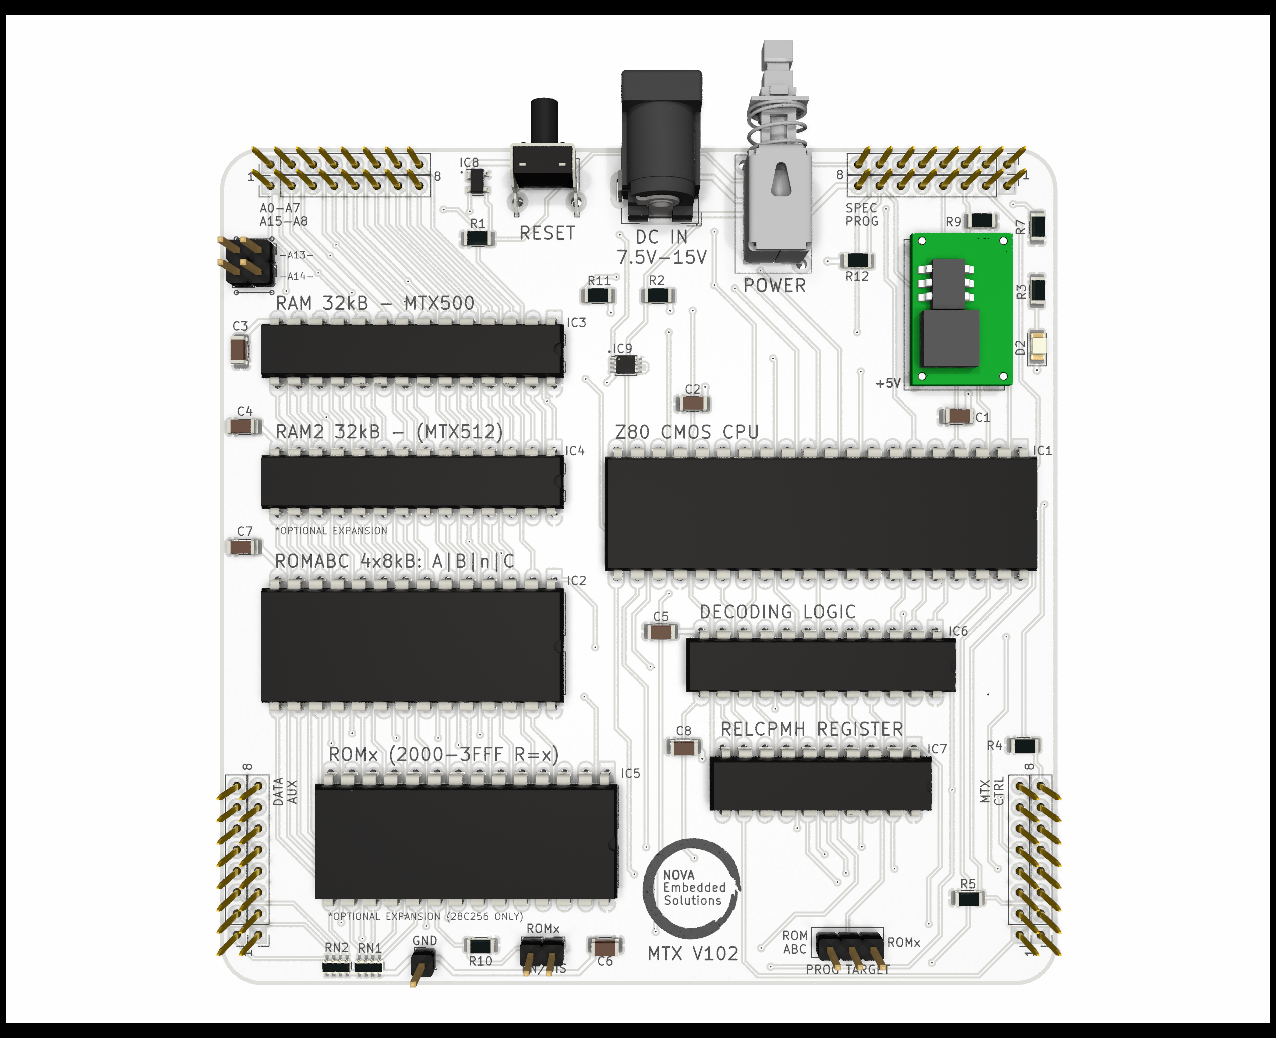 IC8
1
8
8
1
A0-A7
A15-A8
R1
RESET
DC IN
7.5V-15V
POWER
SPEC
PROG
R9
R7
R12
-A13-
-A14-
R11
R2
R3
RAM 32kB - MTX500
IC3
C3
IC9
D2
+5V
C2
C1
C4
RAM2 32kB - (MTX512)
IC4
Z80 CMOS CPU
IC1
*OPTIONAL EXPANSION
C7
ROMABC 4x8kB: A|B|n|C
IC2
C5
DECODING LOGIC
IC6
RELCPMH REGISTER
C8
IC7
R4
ROMx (2000-3FFF R=x)
IC5
8
DATA
AUX
1
8
MTX
CTRL
1
NOVA
Embedded
Solutions
MTX V102
R5
*OPTIONAL EXPANSION (28C256 ONLY)
RN2
RN1
GND
R10
ROMx
C6
ROM
ABC
ROMx
PROG TARGET